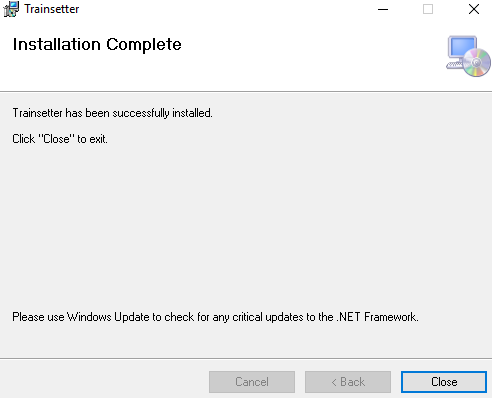 Trainsetter
Installation Complete
Trainsetter has been successfully installed.
Click "Close" to exit.
Please use Windows Update to check for any critical updates to the .NET Framework.
Cancel
< Back
Close